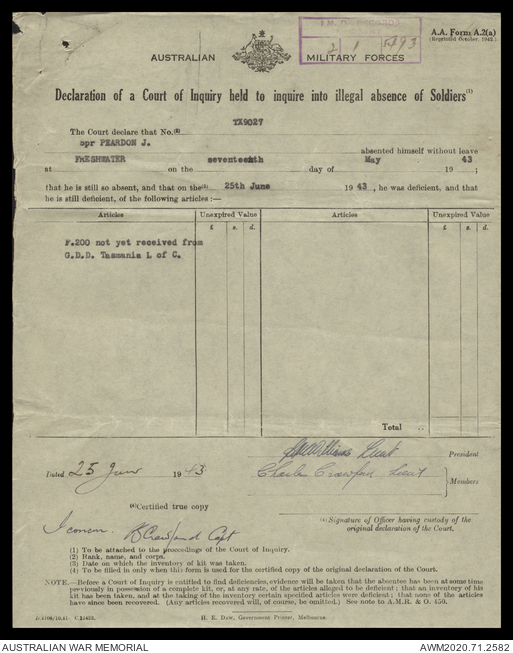 A.A. Form A.2(a)
(Reprinted October, 1942.)
2 1 5493
AUSTRALIAN MILITARY FORCES
Declaration of a Court of Inquiry held to inquire into illegal absence of Soldiers(1)
TX9027
The Court declare that No.(2)
spr PEARDON J.
absented himself without leave
at FRESHWATER on the seventeenth day of May 19 43 ;
that he is still so absent, and that on the(3) 25th June 19 43 , he was deficient, and that
he is still deficient, of the following articles :—
Articles Unexpired Value Articles Unexpired Value
£ s. d. £ s. d.
F.200 not yet received from
G.D.D. Tasmania L of C.
Total
Lieut President
Dated 25 June 1943 Charles Crawford Lieut
Members
(4)Certified true copy
I concur. Crawford Capt
(4)Signature of Officer having custody of the
original declaration of the Court.
(1) To be attached to the proceedings of the Court of Inquiry.
(2) Rank, name, and corps.
(3) Date on which the inventory of kit was taken.
(4) To be filled in only when this form is used for the certified copy of the original declaration of the Court.
NOTE.—Before a Court of Inquiry is entitled to find deficiencies, evidence will be taken that the absentee has been at some time
previously in possession of a complete kit, or, at any rate, of the articles alleged to be deficient ; that an inventory of his
kit has been taken, and at the taking of the inventory certain specified articles were deficient ; that none of the articles
have since been recovered. (Any articles recovered will, of course, be omitted.) See note to A.M.R. & O. 450.
H. E. Daw, Government Printer, Melbourne.
AUSTRALIAN WAR MEMORIAL AWM2020.71.2582